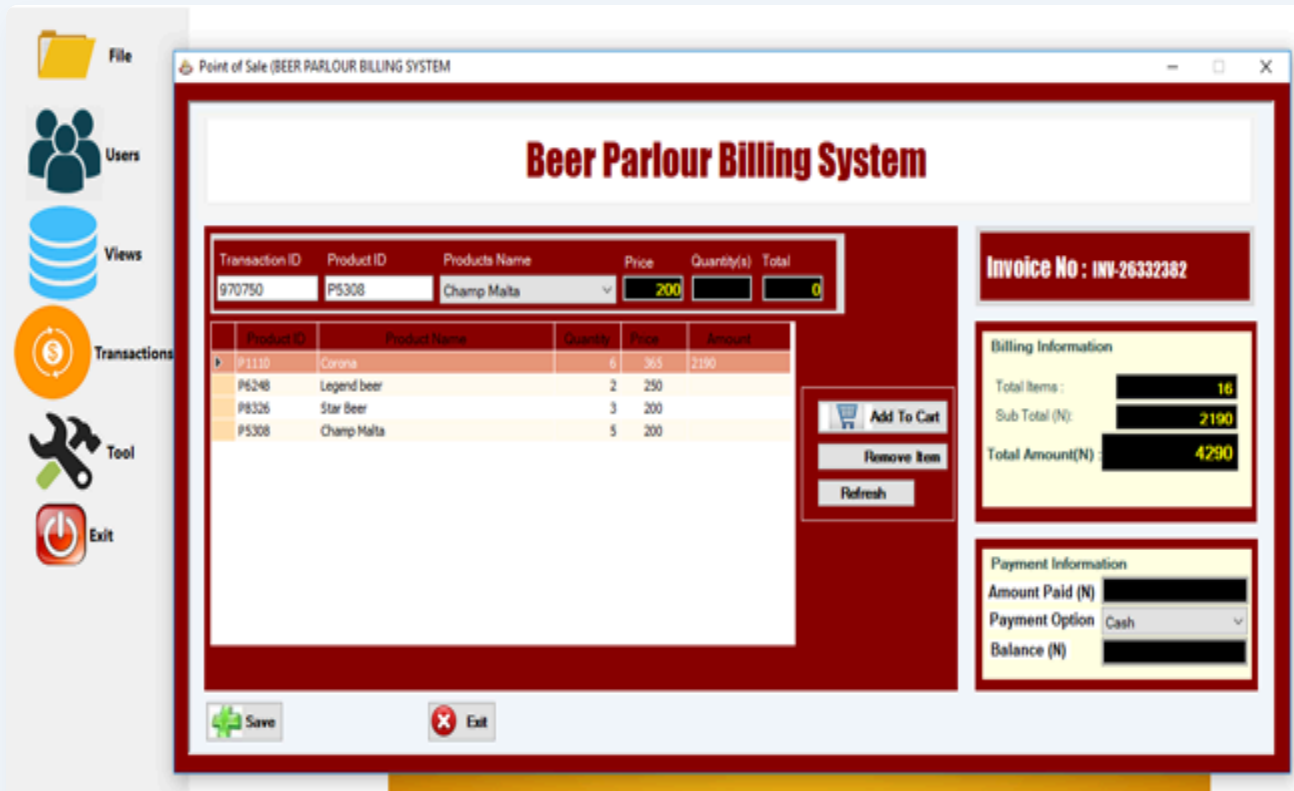 File
Users
Views
Transactions
Tool
Exit
Point of Sale (BEER PARLOUR BILLING SYSTEM
Beer Parlour Billing System
Transaction ID Product ID Products Name Price Quantity(s) Total
970750 P5308 Champ Malta 200 0
Product ID Product Name Quantity Price Amount
P1110 Corona 6 365 2190
P6248 Legend beer 2 250
P8326 Star Beer 3 200
P5308 Champ Malta 5 200
Add To Cart
Remove Item
Refresh
Save
Exit
Invoice No : INV-26332382
Billing Information
Total Items : 16
Sub Total (N): 2190
Total Amount(N) : 4290
Payment Information
Amount Paid (N)
Payment Option Cash
Balance (N)